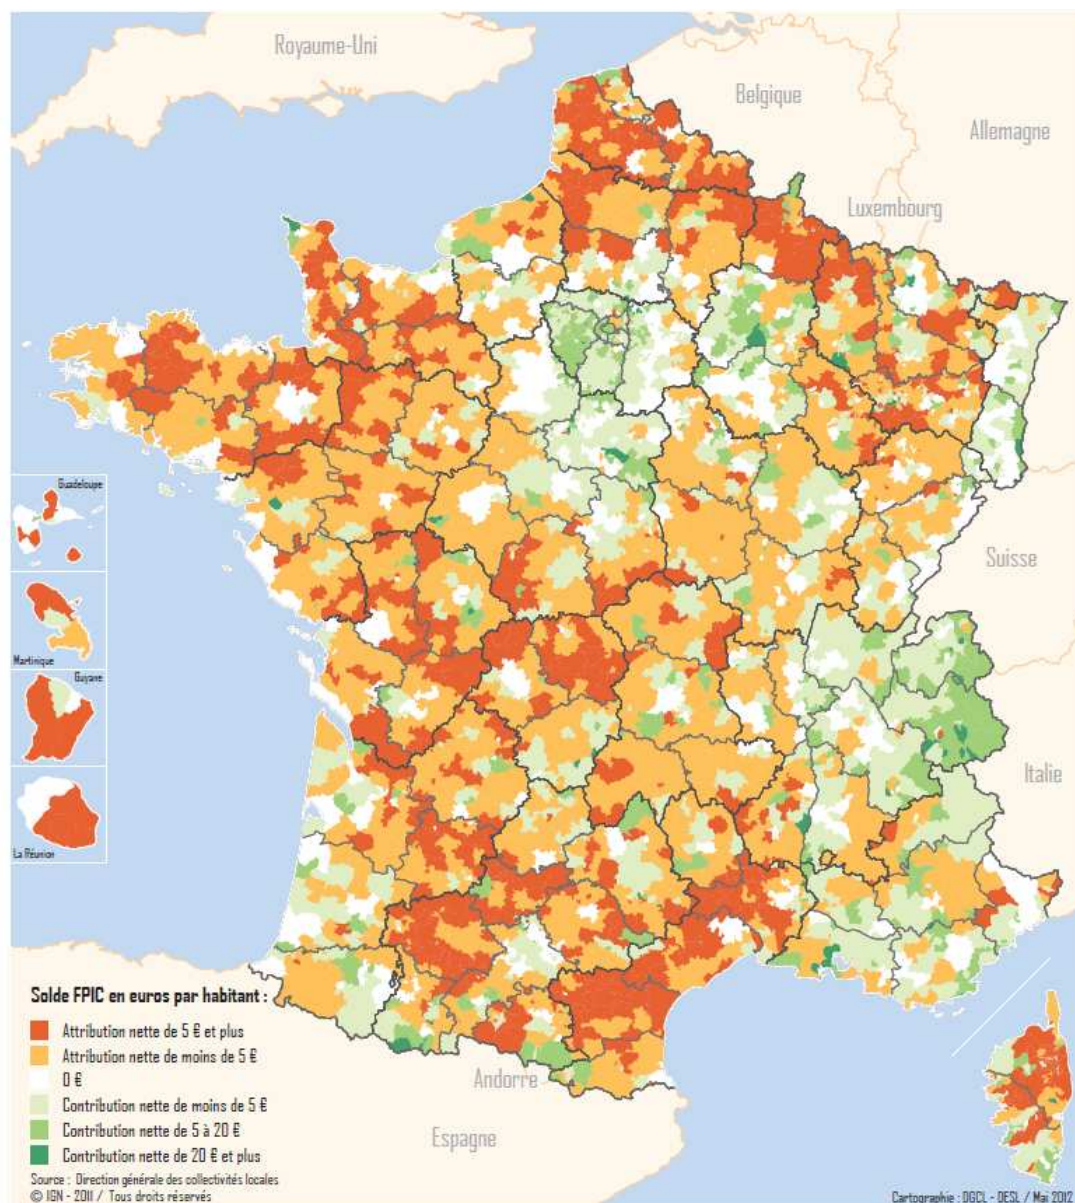 Royaume-Uni
Belgique
Allemagne
Luxembourg
Guadeloupe
Suisse
Martinique
Guyane
Italie
La Réunion
Solde FPIC en euros par habitant :
Attribution nette de 5 € et plus
Attribution nette de moins de 5 €
0 €
Contribution nette de moins de 5 €
Contribution nette de 5 à 20 €
Contribution nette de 20 € et plus
Andorre
Espagne
Source : Direction générale des collectivités locales
© IGN - 2011 / Tous droits réservés
Cartographie : DGCL - DESL / Mai 2012